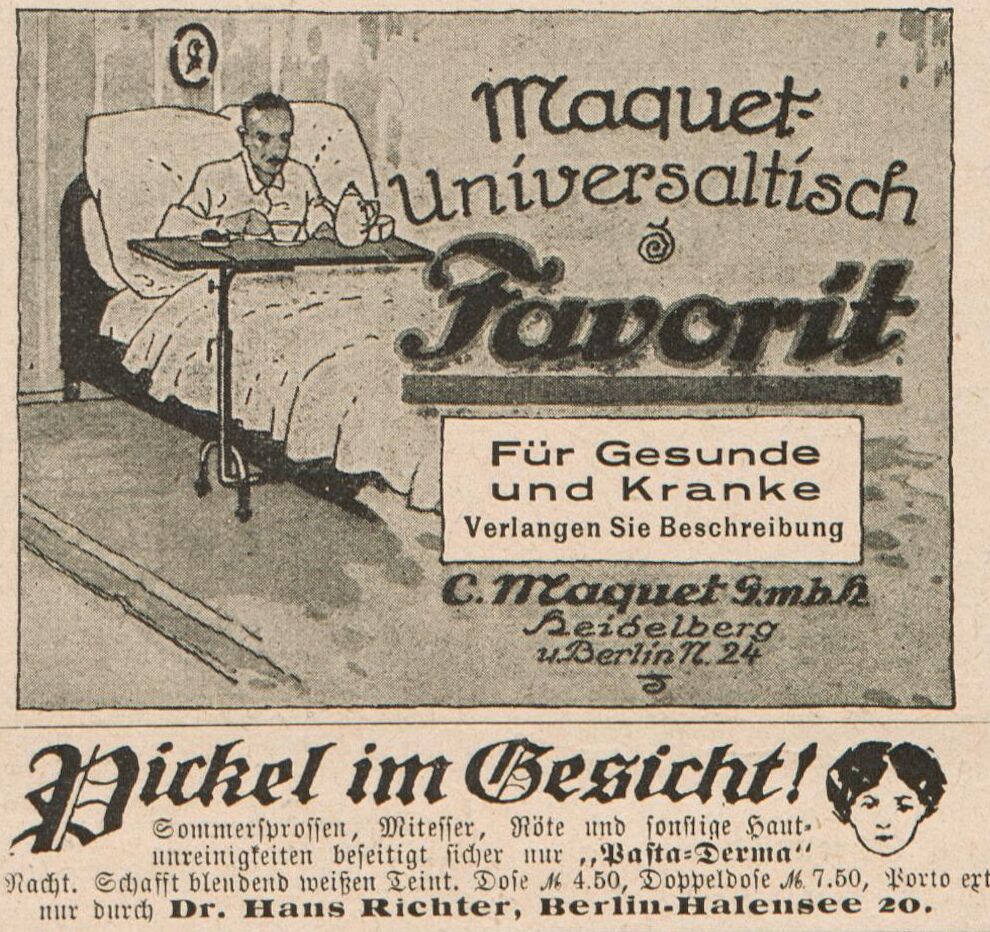 Maquet-
Universaltisch
Favorit
Für Gesunde
und Kranke
Verlangen Sie Beschreibung
C. Maquet G.m.b.H
Heidelberg
u. Berlin N. 24
Pickel im Gesicht!
Sommersprossen, Mitesser, Röte und sonstige Haut-
unreinigkeiten beseitigt sicher nur „Pasta-Derma“
Nacht. Schafft blendend weißen Teint. Dose M 4.50, Doppeldose M. 7.50, Porto ext
nur durch Dr. Hans Richter, Berlin-Halensee 20.